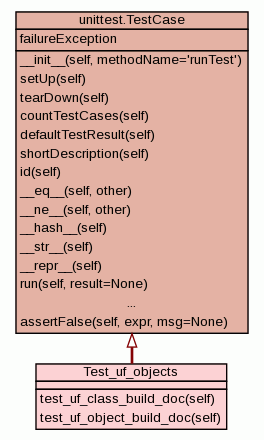 unittest.TestCase
failureException
__init__(self, methodName='runTest')
setUp(self)
tearDown(self)
countTestCases(self)
defaultTestResult(self)
shortDescription(self)
id(self)
__eq__(self, other)
__ne__(self, other)
__hash__(self)
__str__(self)
__repr__(self)
run(self, result=None)
...
assertFalse(self, expr, msg=None)
Test_uf_objects
test_uf_class_build_doc(self)
test_uf_object_build_doc(self)